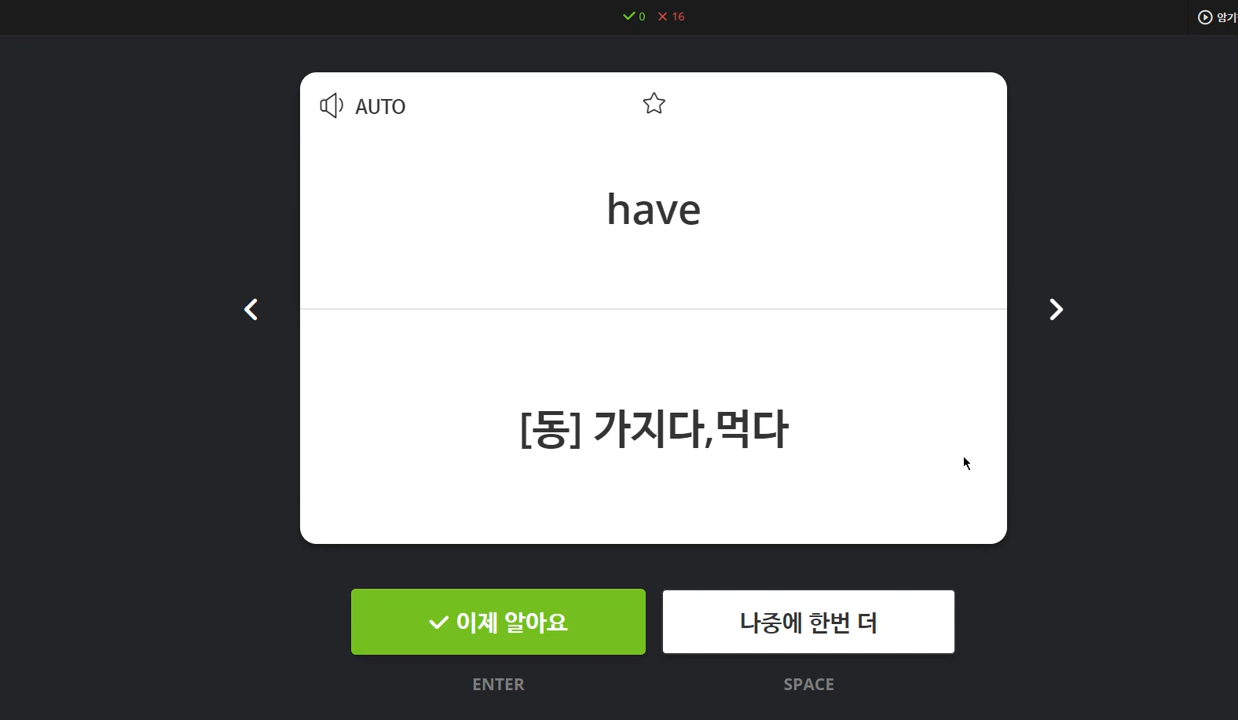 0 16
암기
AUTO
have
[동] 가지다,먹다
이제 알아요
나중에 한번 더
ENTER
SPACE